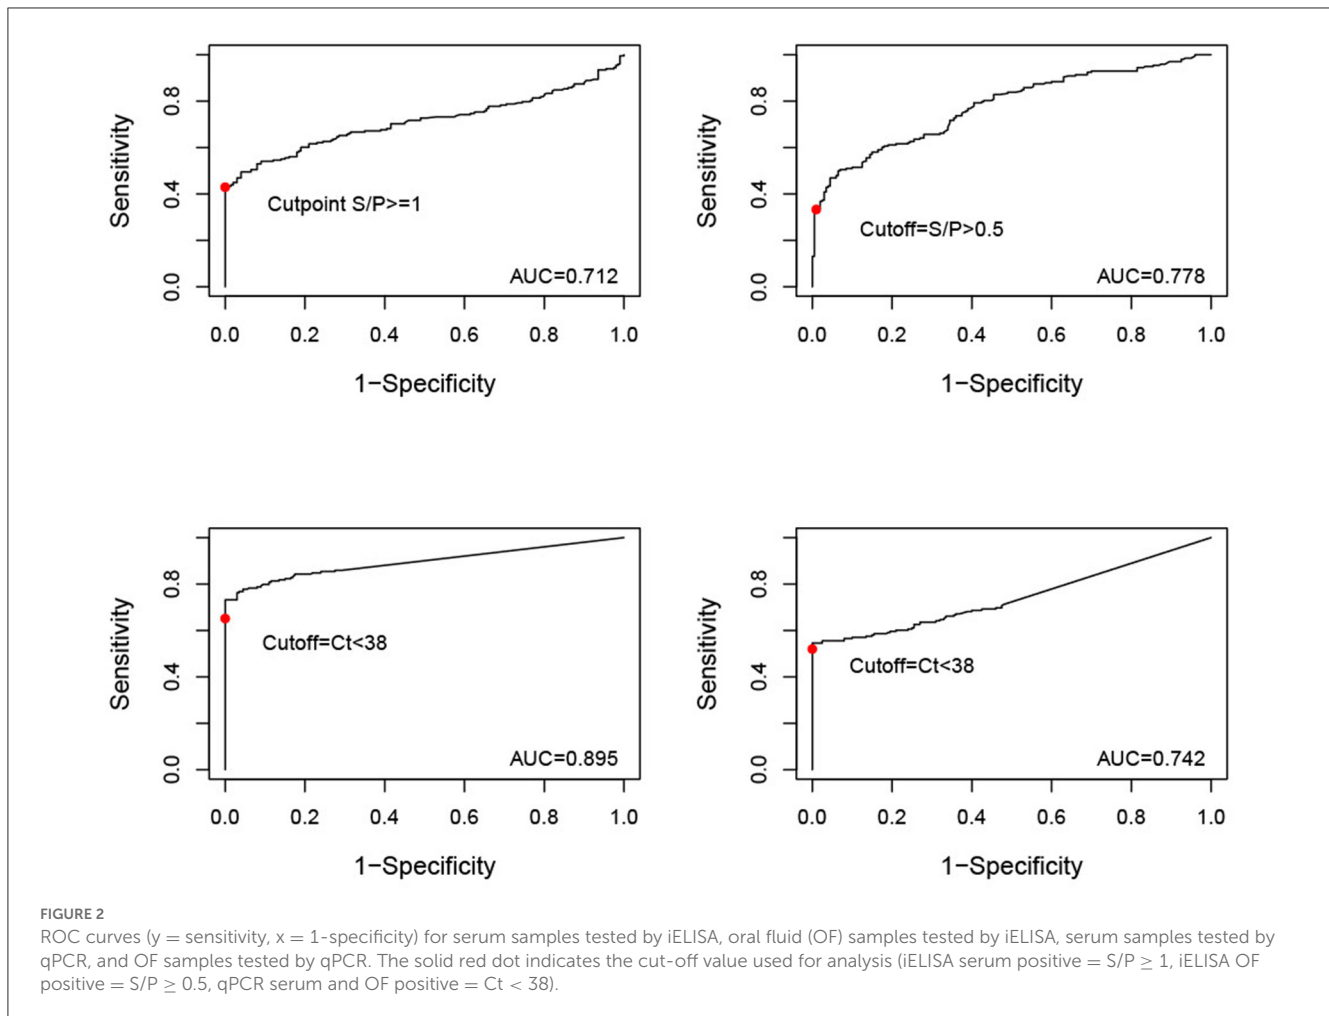 Sensitivity
0.0 0.4 0.8
Cutpoint S/P>=1
AUC=0.712
0.0 0.2 0.4 0.6 0.8 1.0
1−Specificity
Sensitivity
0.0 0.4 0.8
Cutoff=S/P>0.5
AUC=0.778
0.0 0.2 0.4 0.6 0.8 1.0
1−Specificity
Sensitivity
0.0 0.4 0.8
Cutoff=Ct<38
AUC=0.895
0.0 0.2 0.4 0.6 0.8 1.0
1−Specificity
Sensitivity
0.0 0.4 0.8
Cutoff=Ct<38
AUC=0.742
0.0 0.2 0.4 0.6 0.8 1.0
1−Specificity
FIGURE 2
ROC curves (y = sensitivity, x = 1-specificity) for serum samples tested by iELISA, oral fluid (OF) samples tested by iELISA, serum samples tested by
qPCR, and OF samples tested by qPCR. The solid red dot indicates the cut-off value used for analysis (iELISA serum positive = S/P ≥ 1, iELISA OF
positive = S/P ≥ 0.5, qPCR serum and OF positive = Ct < 38).